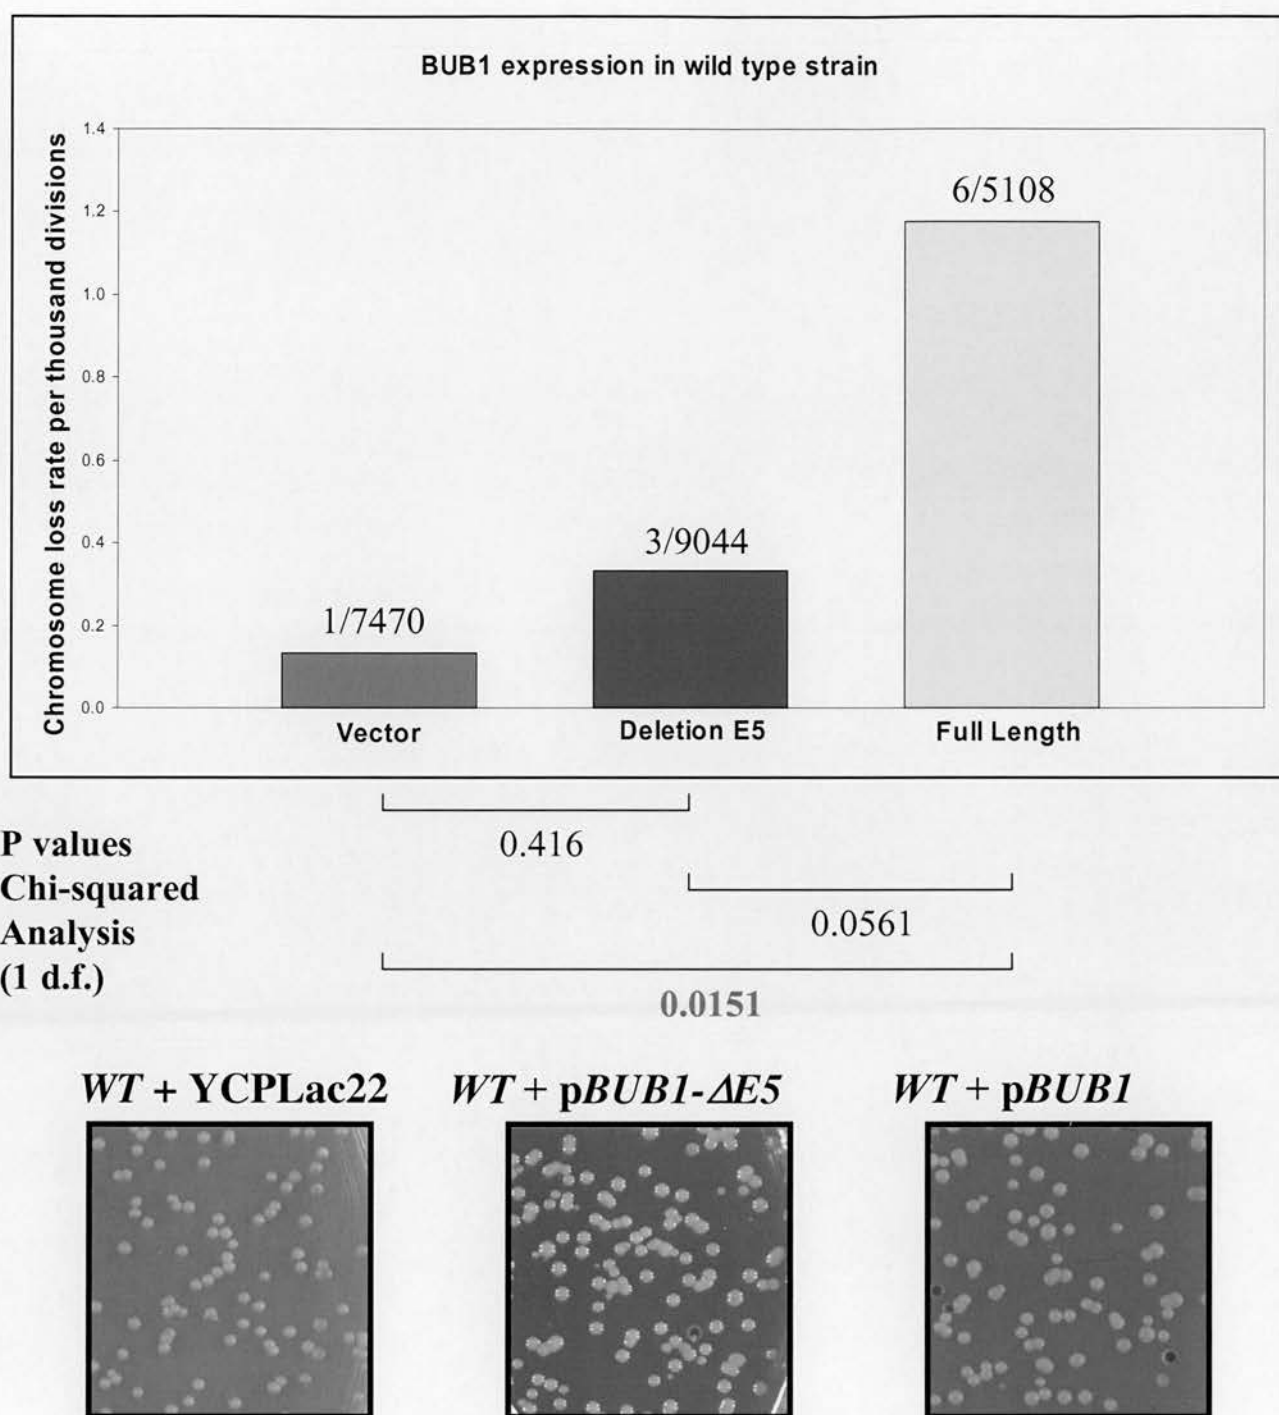 BUB1 expression in wild type strain
Chromosome loss rate per thousand divisions
1.4
1.2
1.0
0.8
0.6
0.4
0.2
0.0
1/7470
3/9044
6/5108
Vector
Deletion E5
Full Length
P values
Chi-squared
Analysis
(1 d.f.)
0.416
0.0561
0.0151
WT + YCPLac22
WT + pBUB1-ΔE5
WT + pBUB1